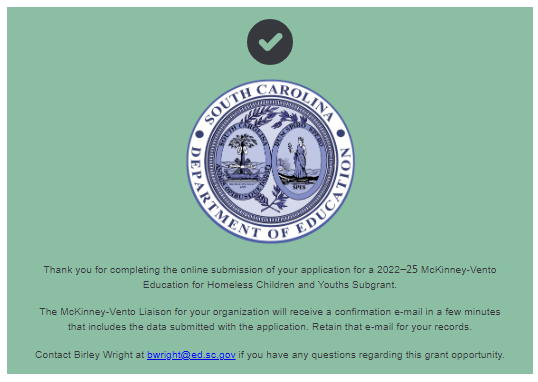 SOUTH CAROLINA
DEPARTMENT OF EDUCATION
SOUTH CAROLINA
SPES
Thank you for completing the online submission of your application for a 2022–25 McKinney-Vento
Education for Homeless Children and Youths Subgrant.
The McKinney-Vento Liaison for your organization will receive a confirmation e-mail in a few minutes
that includes the data submitted with the application. Retain that e-mail for your records.
Contact Birley Wright at bwright@ed.sc.gov if you have any questions regarding this grant opportunity.